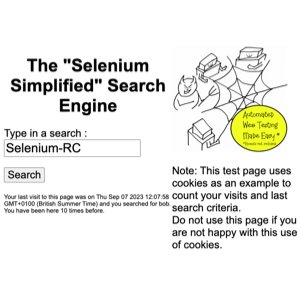 The "Selenium
Simplified" Search
Engine
Type in a search :
Selenium-RC
Search
Your last visit to this page was on Thu Sep 07 2023 12:07:58
GMT+0100 (British Summer Time) and you searched for bob.
You have been here 10 times before.
Automated
Web Testing
Made Easy *
Note: This test page uses
cookies as an example to
count your visits and last
search criteria.
Do not use this page if you
are not happy with this use
of cookies.